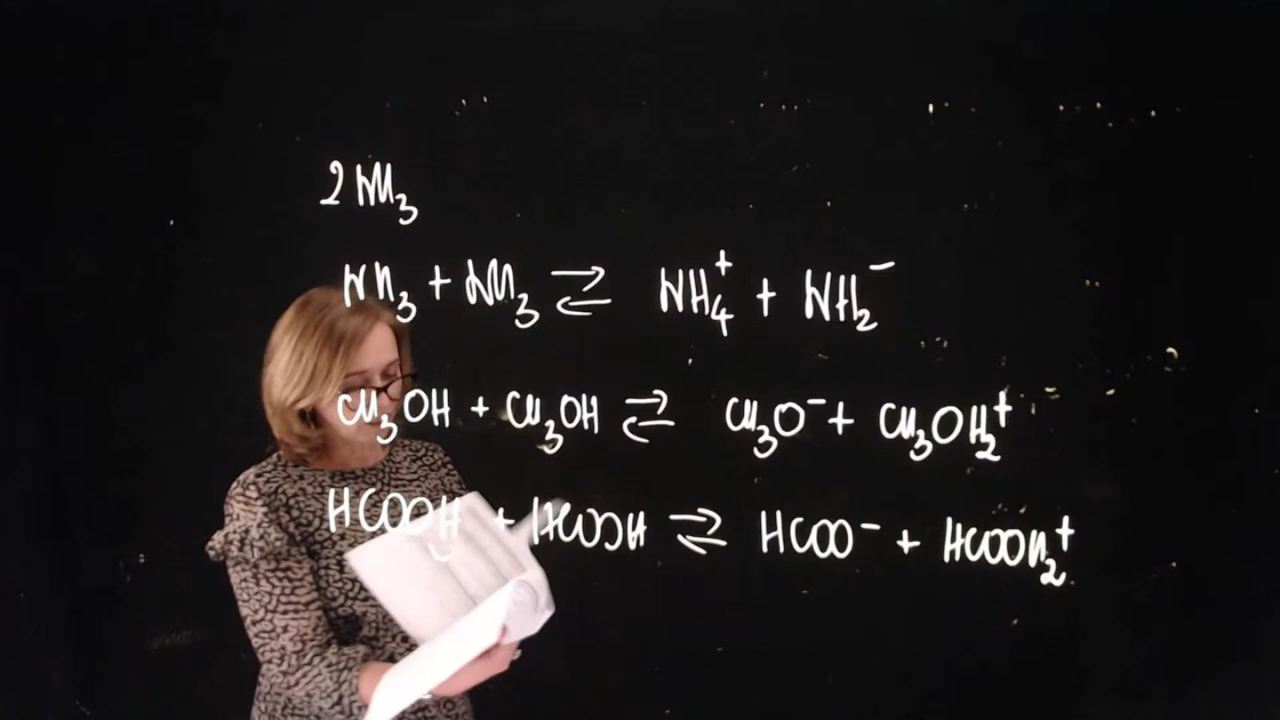 2NH₃
NH₃ + NH₃ ⇌ NH₄⁺ + NH₂⁻
CH₃OH + CH₃OH ⇌ CH₃O⁻ + CH₃OH₂⁺
HCOOH + HCOOH ⇌ HCOO⁻ + HCOOH₂⁺